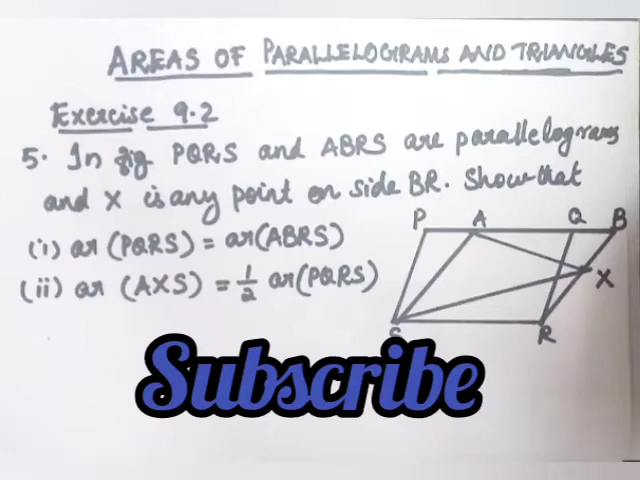 AREAS OF PARALLELOGRAMS AND TRIANGLES
Exercise 9.2
5. In fig PQRS and ABRS are parallelograms
and X is any point on side BR. Show that
(i) ar (PQRS) = ar(ABRS)
(ii) ar (AXS) = 1/2 ar(PQRS)
P A Q B
X
S R
Subscribe